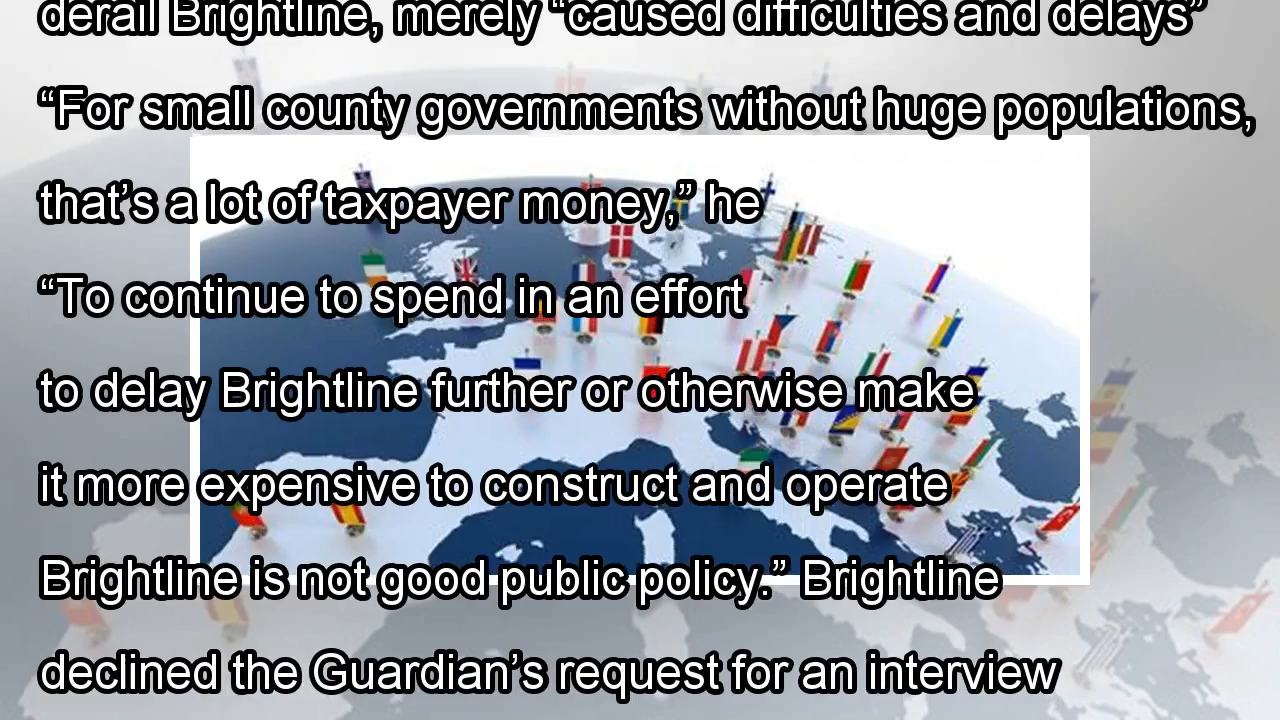 derail Brightline, merely “caused difficulties and delays”
“For small county governments without huge populations,
that’s a lot of taxpayer money,” he
“To continue to spend in an effort
to delay Brightline further or otherwise make
it more expensive to construct and operate
Brightline is not good public policy.” Brightline
declined the Guardian’s request for an interview